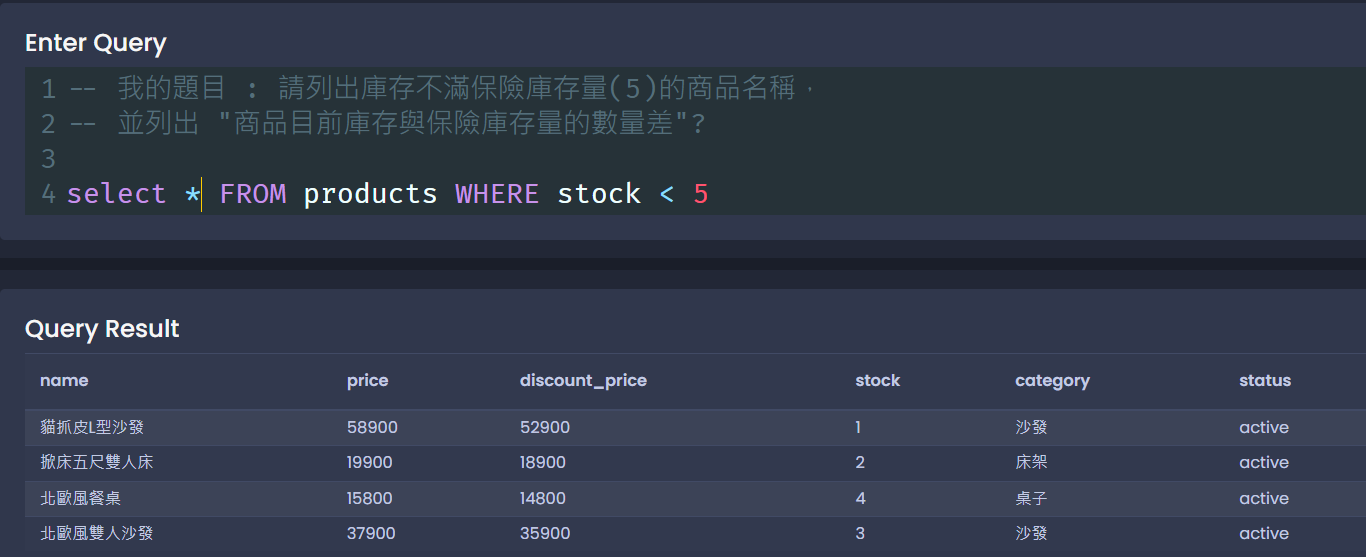 Enter Query
1 -- 我的題目 : 請列出庫存不滿保險庫存量(5)的商品名稱，
2 -- 並列出 "商品目前庫存與保險庫存量的數量差"?
3
4 select * FROM products WHERE stock < 5
Query Result
name price discount_price stock category status
貓抓皮L型沙發 58900 52900 1 沙發 active
掀床五尺雙人床 19900 18900 2 床架 active
北歐風餐桌 15800 14800 4 桌子 active
北歐風雙人沙發 37900 35900 3 沙發 active